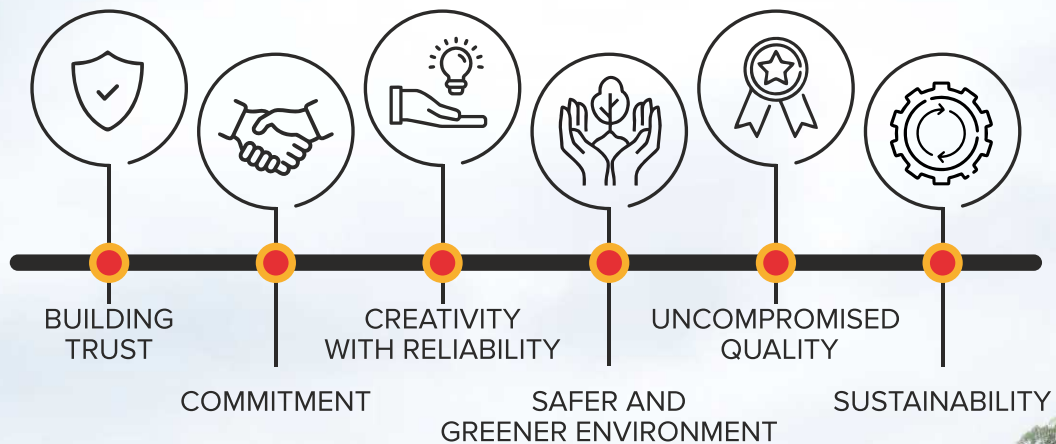 BUILDING
TRUST
COMMITMENT
CREATIVITY
WITH RELIABILITY
SAFER AND
GREENER ENVIRONMENT
UNCOMPROMISED
QUALITY
SUSTAINABILITY